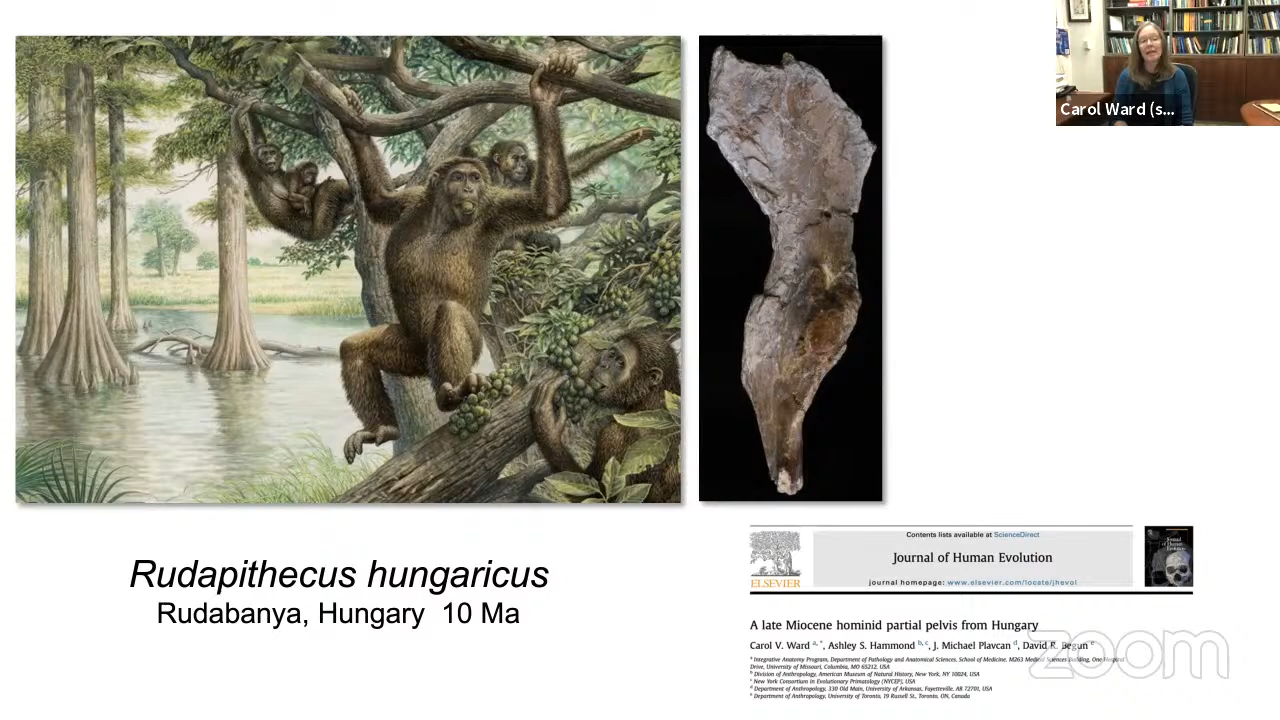 Carol Ward (s...
Rudapithecus hungaricus
Rudabanya, Hungary 10 Ma
Contents lists available at ScienceDirect
Journal of Human Evolution
journal homepage: www.elsevier.com/locate/jhevol
ELSEVIER
A late Miocene hominid partial pelvis from Hungary
Carol V. Ward a, *, Ashley S. Hammond b, c, J. Michael Plavcan d, David R. Begun e
a Integrative Anatomy Program, Department of Pathology and Anatomical Sciences, School of Medicine, M263 Medical Sciences Building, One Hospital
Drive, University of Missouri, Columbia, MO 65212, USA
b Division of Anthropology, American Museum of Natural History, New York, NY 10024, USA
c New York Consortium in Evolutionary Primatology (NYCEP), USA
d Department of Anthropology, 330 Old Main, University of Arkansas, Fayetteville, AR 72701, USA
e Department of Anthropology, University of Toronto, 19 Russell St., Toronto, ON, Canada
zoom